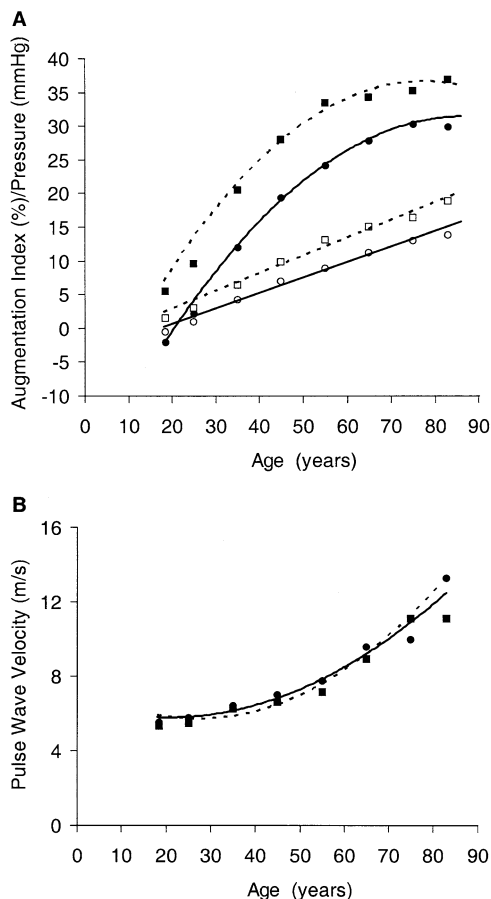 A
Augmentation Index (%)/Pressure (mmHg)
40
35
30
25
20
15
10
5
0
-5
-10
0 10 20 30 40 50 60 70 80 90
Age (years)
B
Pulse Wave Velocity (m/s)
16
12
8
4
0
0 10 20 30 40 50 60 70 80 90
Age (years)